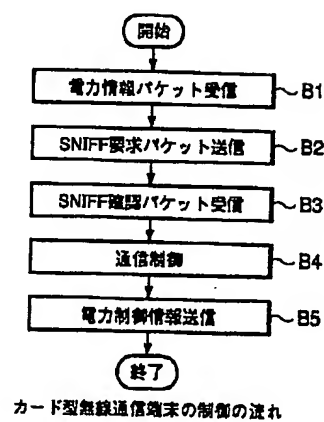 開始
電力情報パケット受信 B1
SNIFF要求パケット送信 B2
SNIFF確認パケット受信 B3
通信制御 B4
電力制御情報送信 B5
終了
カード型無線通信端末の制御の流れ